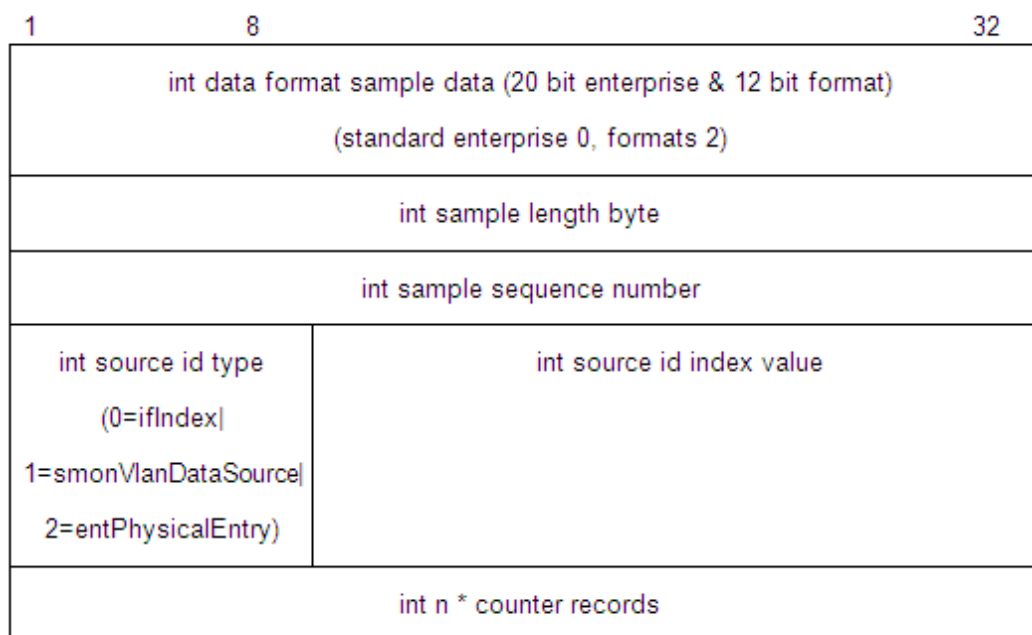 1 8 32
int data format sample data (20 bit enterprise & 12 bit format)
(standard enterprise 0, formats 2)
int sample length byte
int sample sequence number
int source id type
(0=ifIndex|
1=smonVlanDataSource|
2=entPhysicalEntry)
int source id index value
int n * counter records